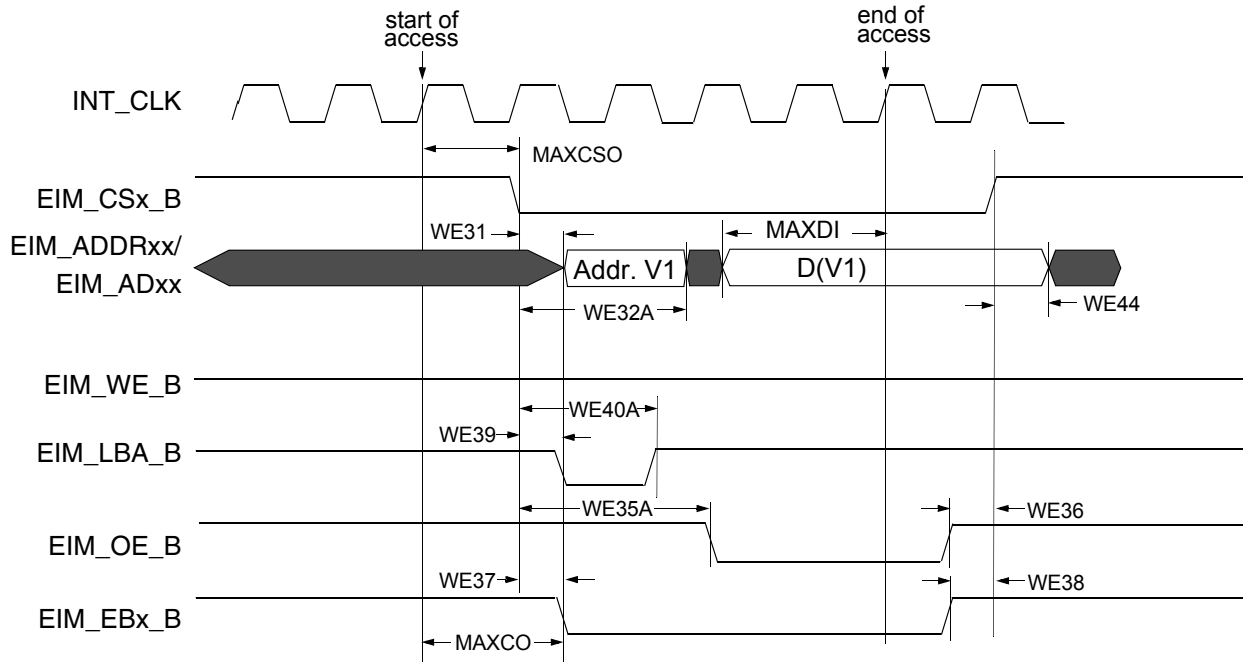 start of
access
end of
access
INT_CLK
MAXCSO
EIM_CSx_B
WE31
MAXDI
EIM_ADDRxx/
EIM_ADxx
Addr. V1
D(V1)
WE32A
WE44
EIM_WE_B
WE40A
WE39
EIM_LBA_B
WE35A
WE36
EIM_OE_B
WE37
WE38
EIM_EBx_B
MAXCO